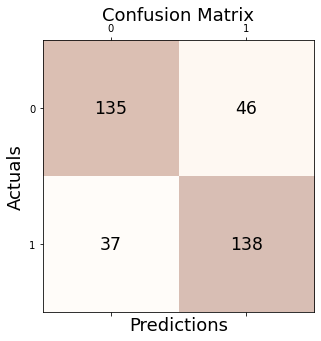 Confusion Matrix
0 1
0 135 46
Actuals
1 37 138
Predictions